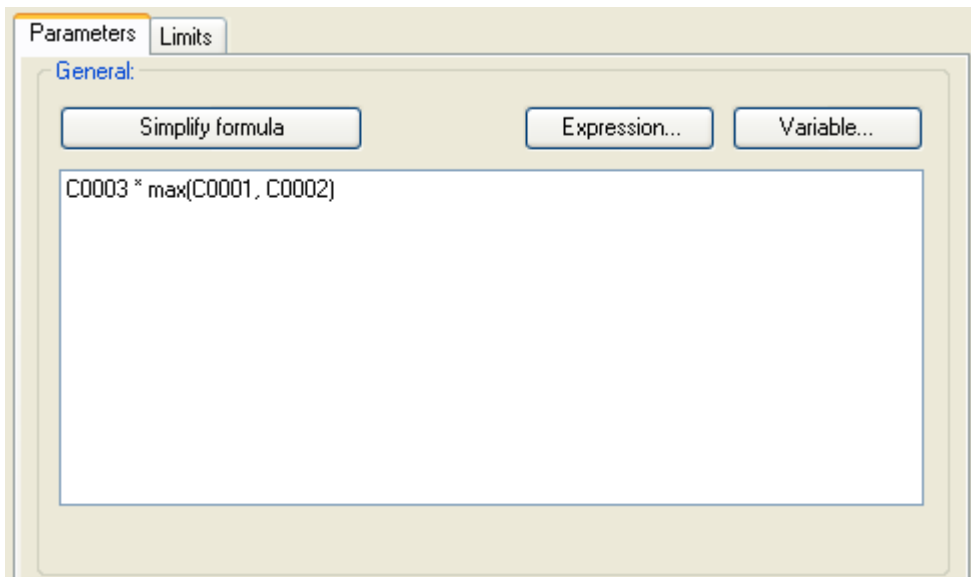 Parameters Limits
General:
Simplify formula Expression... Variable...
C0003 * max(C0001, C0002)